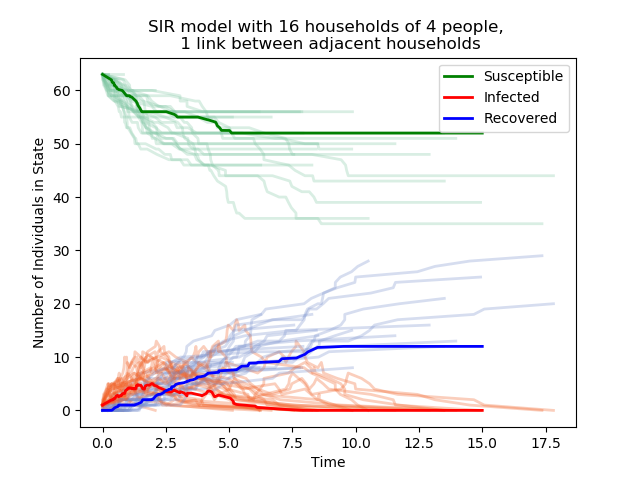 SIR model with 16 households of 4 people,
1 link between adjacent households
Susceptible
Infected
Recovered
Number of Individuals in State
60
50
40
30
20
10
0
0.0 2.5 5.0 7.5 10.0 12.5 15.0 17.5
Time